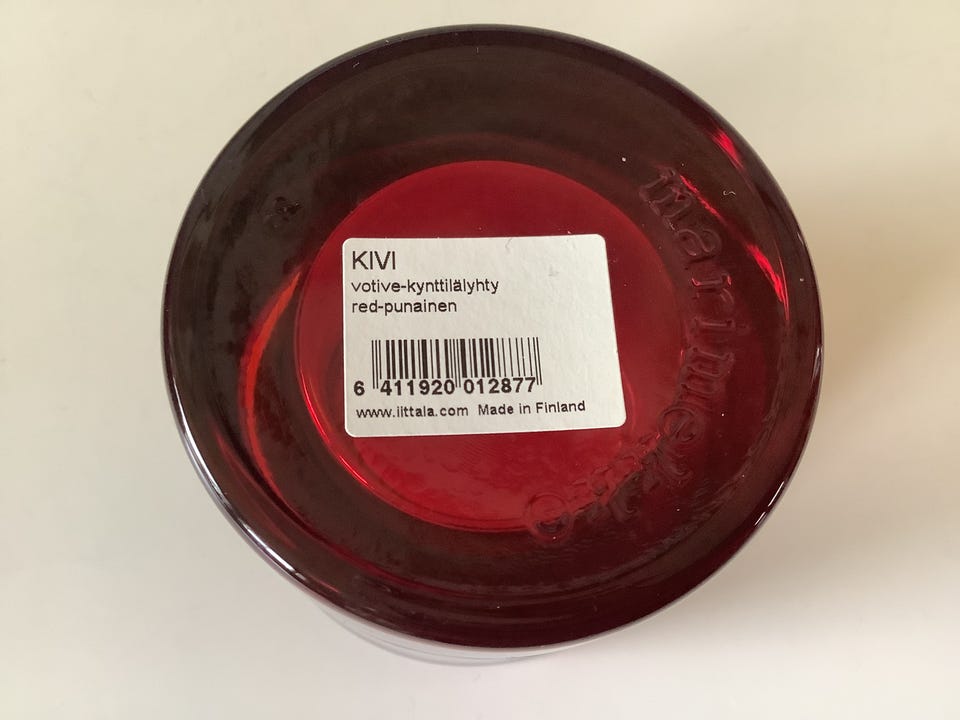 KIVI
votive-kynttilälyhty
red-punainen
6 411920 012877
www.iittala.com Made in Finland
marimekko